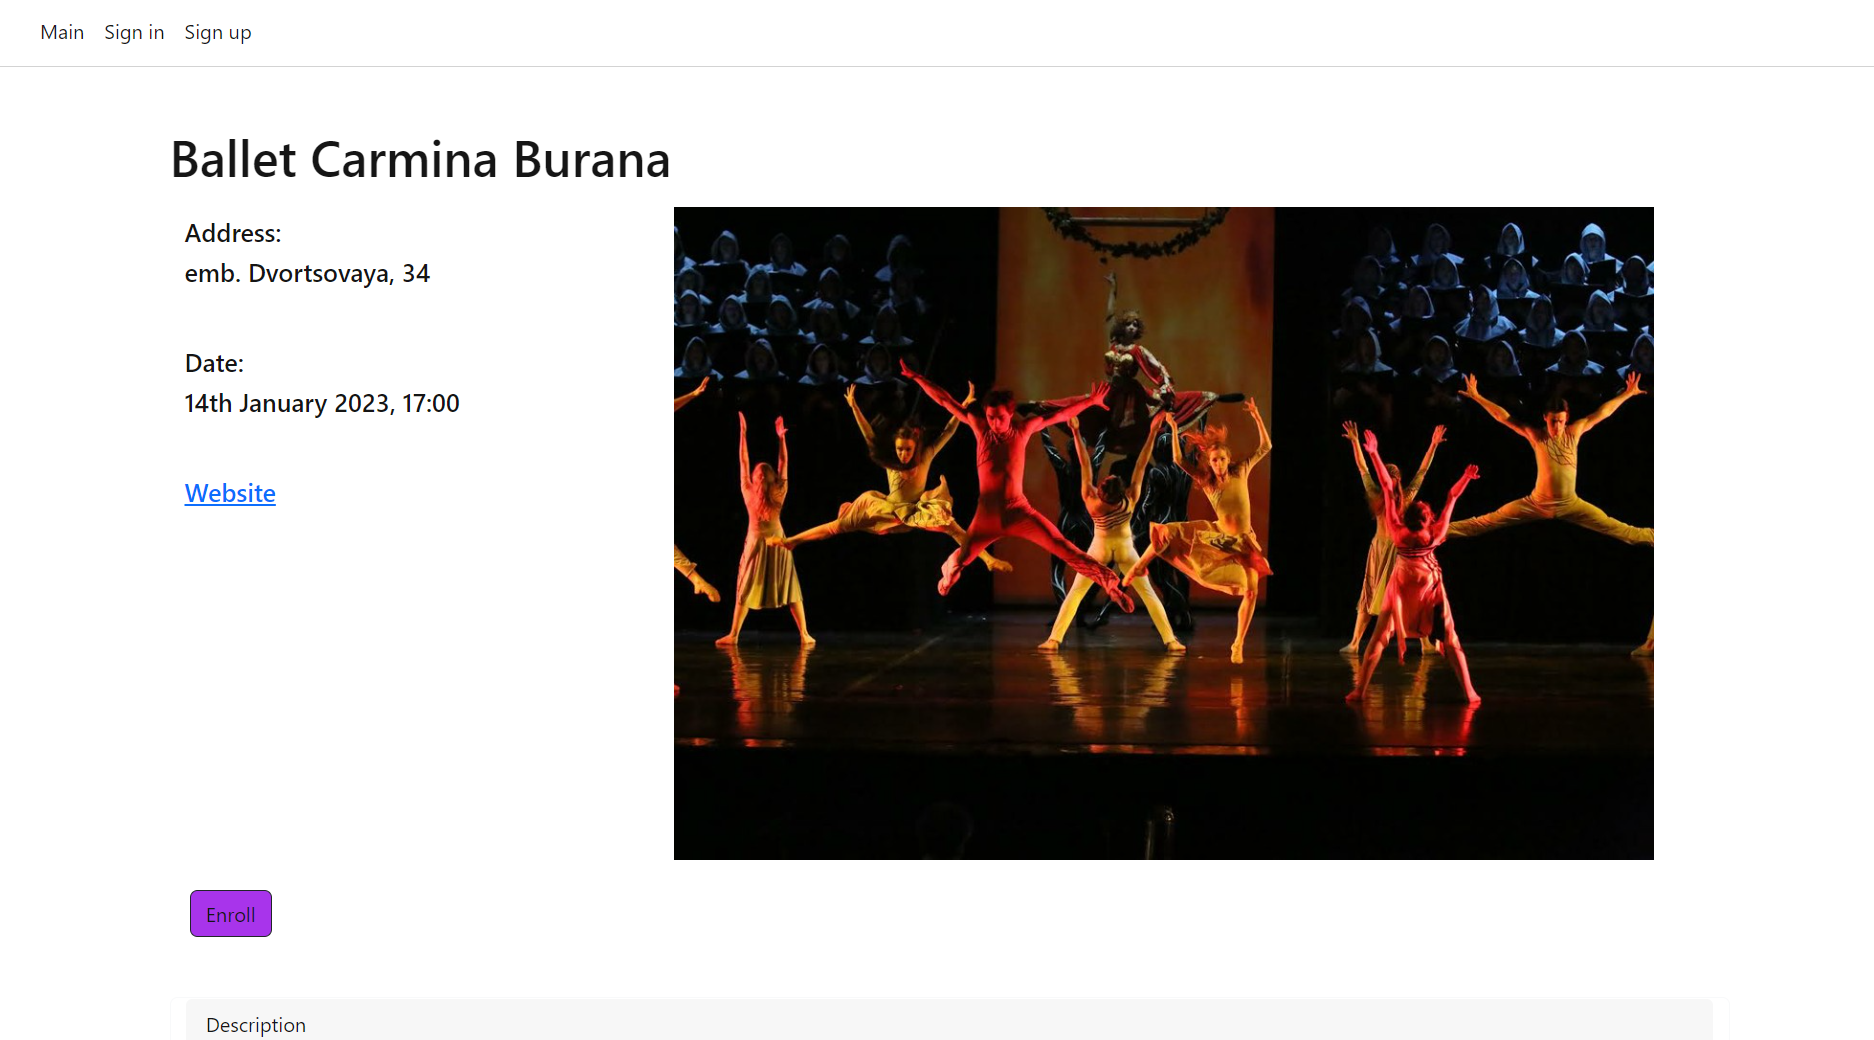 Main Sign in Sign up
Ballet Carmina Burana
Address:
emb. Dvortsovaya, 34
Date:
14th January 2023, 17:00
Website
Enroll
Description